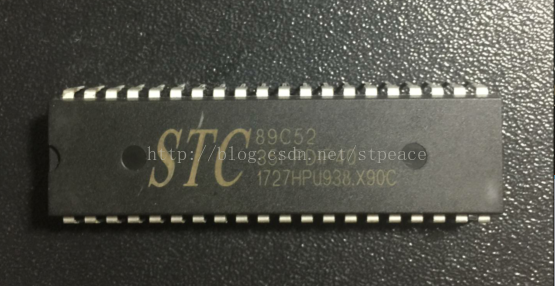 STC
89C52
http://blog.csdn.net/stpeace
1727HPU938.X90C